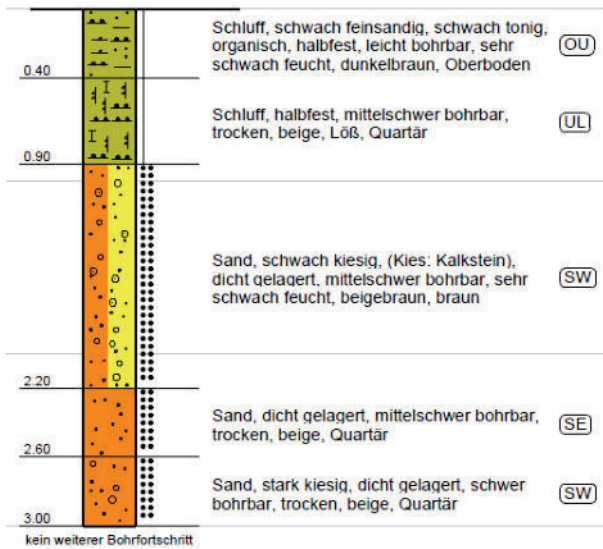 Schluff, schwach feinsandig, schwach tonig,
organisch, halbfest, leicht bohrbar, sehr
schwach feucht, dunkelbraun, Oberboden
OU
0.40
Schluff, halbfest, mittelschwer bohrbar,
trocken, beige, Löß, Quartär
UL
0.90
Sand, schwach kiesig, (Kies: Kalkstein),
dicht gelagert, mittelschwer bohrbar, sehr
schwach feucht, beigebraun, braun
SW
2.20
Sand, dicht gelagert, mittelschwer bohrbar,
trocken, beige, Quartär
SE
2.60
Sand, stark kiesig, dicht gelagert, schwer
bohrbar, trocken, beige, Quartär
SW
3.00
kein weiterer Bohrfortschritt